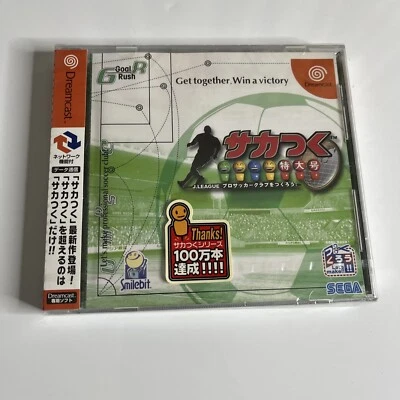 Dreamcast.
ネットワーク
機能付
データ通信
「サカつく」最新作登場!
「サカつく」を超えるのは
「サカつく」だけ!!
Dreamcast.
専用ソフト
Goal
Rush
Get together, Win a victory
Dreamcast.
サカつく
特大号
J.LEAGUE プロサッカークラブをつくろう!
Thanks!
サカつくシリーズ
100万本
達成!!!!
Smilebit
SEGA